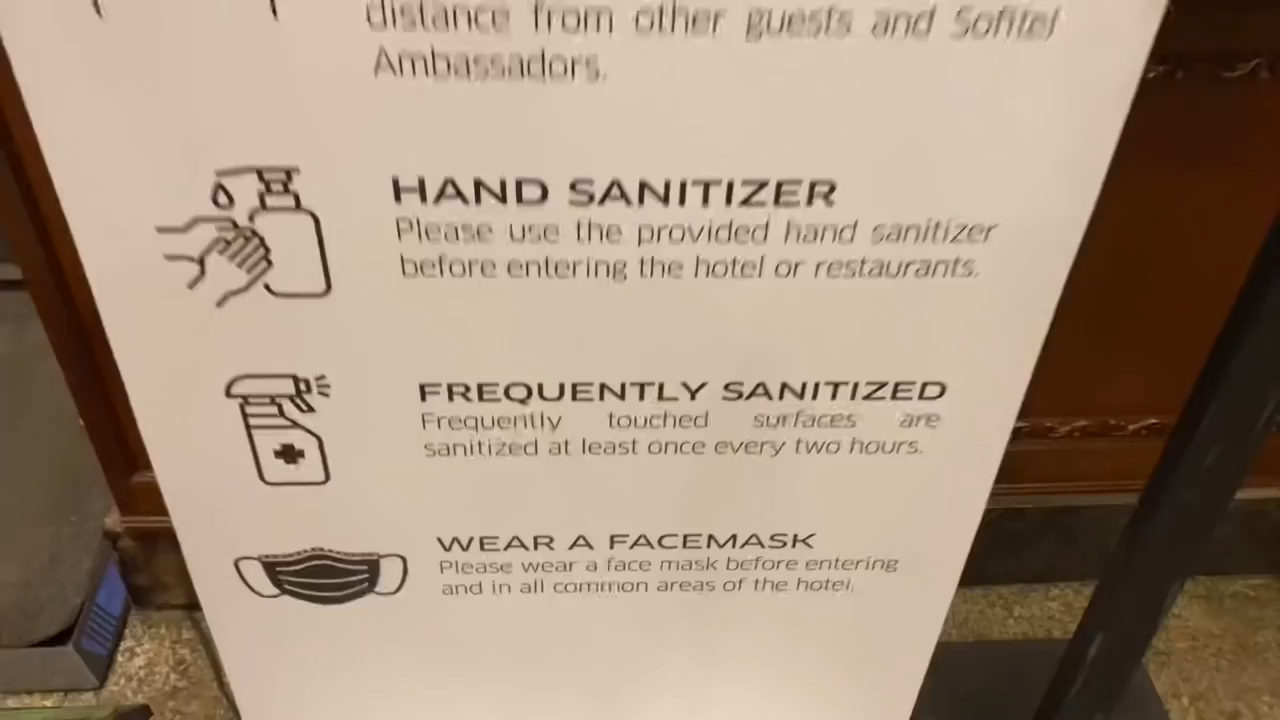 distance from other guests and Sofitel
Ambassadors.
HAND SANITIZER
Please use the provided hand sanitizer
before entering the hotel or restaurants.
FREQUENTLY SANITIZED
Frequently touched surfaces are
sanitized at least once every two hours.
WEAR A FACEMASK
Please wear a face mask before entering
and in all common areas of the hotel.